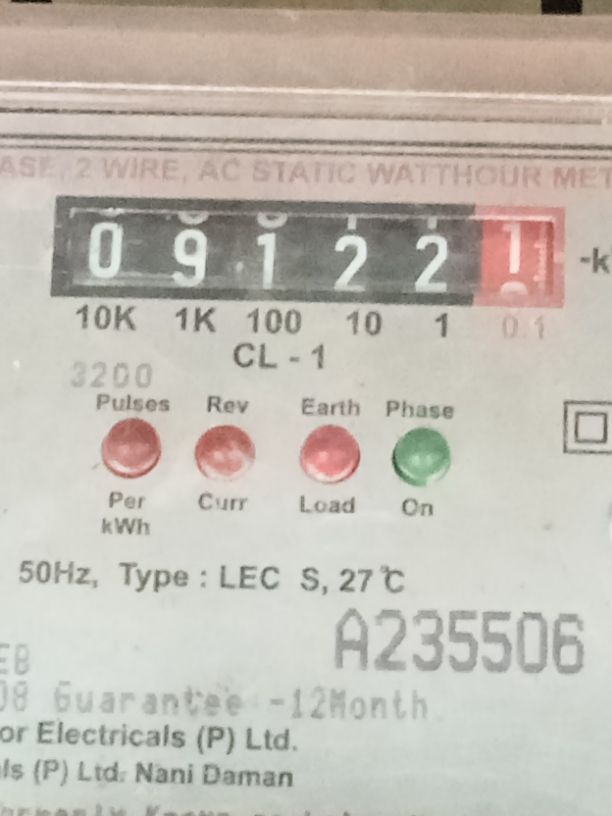 ASE, 2 WIRE, AC STATIC WATTHOUR MET
0 9 1 2 2 1 -k
10K 1K 100 10 1 0.1
CL - 1
3200
Pulses Rev Earth Phase
Per Curr Load On
kWh
50Hz, Type : LEC S, 27°C
A235506
EB
08 Guarantee -12Month
or Electricals (P) Ltd.
ls (P) Ltd. Nani Daman